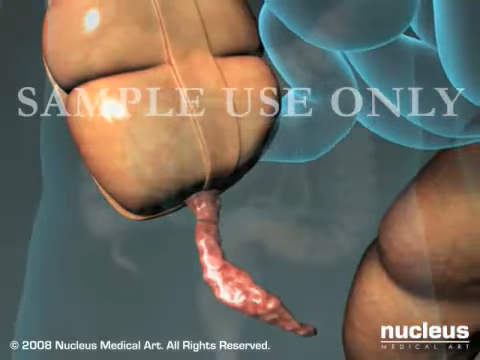 SAMPLE USE ONLY
nucleus
MEDICAL ART
© 2008 Nucleus Medical Art. All Rights Reserved.